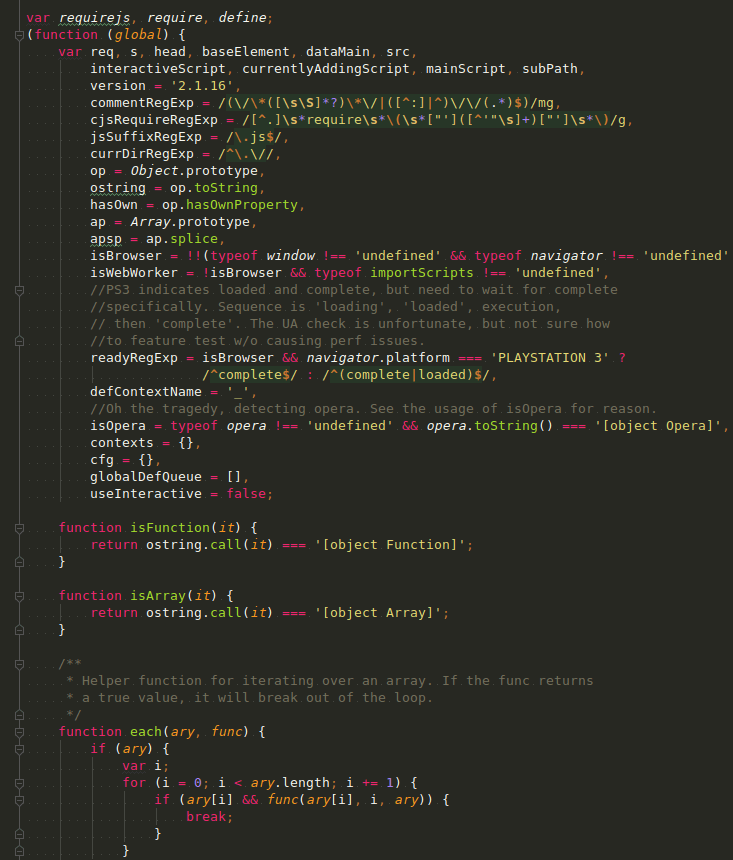 var requirejs, require, define;
(function (global) {
    var req, s, head, baseElement, dataMain, src,
        interactiveScript, currentlyAddingScript, mainScript, subPath,
        version = '2.1.16',
        commentRegExp = /(\/\*([\s\S]*?)\*\/|([^:]|^)\/\/(.*)$)/mg,
        cjsRequireRegExp = /[^.]\s*require\s*\(\s*["']([^'"\s]+)["']\s*\)/g,
        jsSuffixRegExp = /\.js$/,
        currDirRegExp = /^\.\//,
        op = Object.prototype,
        ostring = op.toString,
        hasOwn = op.hasOwnProperty,
        ap = Array.prototype,
        apsp = ap.splice,
        isBrowser = !!(typeof window !== 'undefined' && typeof navigator !== 'undefined'
        isWebWorker = !isBrowser && typeof importScripts !== 'undefined',
        //PS3 indicates loaded and complete, but need to wait for complete
        //specifically. Sequence is 'loading', 'loaded', execution,
        // then 'complete'. The UA check is unfortunate, but not sure how
        //to feature test w/o causing perf issues.
        readyRegExp = isBrowser && navigator.platform === 'PLAYSTATION 3' ?
                      /^complete$/ : /^(complete|loaded)$/,
        defContextName = '_',
        //Oh the tragedy, detecting opera. See the usage of isOpera for reason.
        isOpera = typeof opera !== 'undefined' && opera.toString() === '[object Opera]',
        contexts = {},
        cfg = {},
        globalDefQueue = [],
        useInteractive = false;

    function isFunction(it) {
        return ostring.call(it) === '[object Function]';
    }

    function isArray(it) {
        return ostring.call(it) === '[object Array]';
    }

    /**
     * Helper function for iterating over an array. If the func returns
     * a true value, it will break out of the loop.
     */
    function each(ary, func) {
        if (ary) {
            var i;
            for (i = 0; i < ary.length; i += 1) {
                if (ary[i] && func(ary[i], i, ary)) {
                    break;
                }
            }